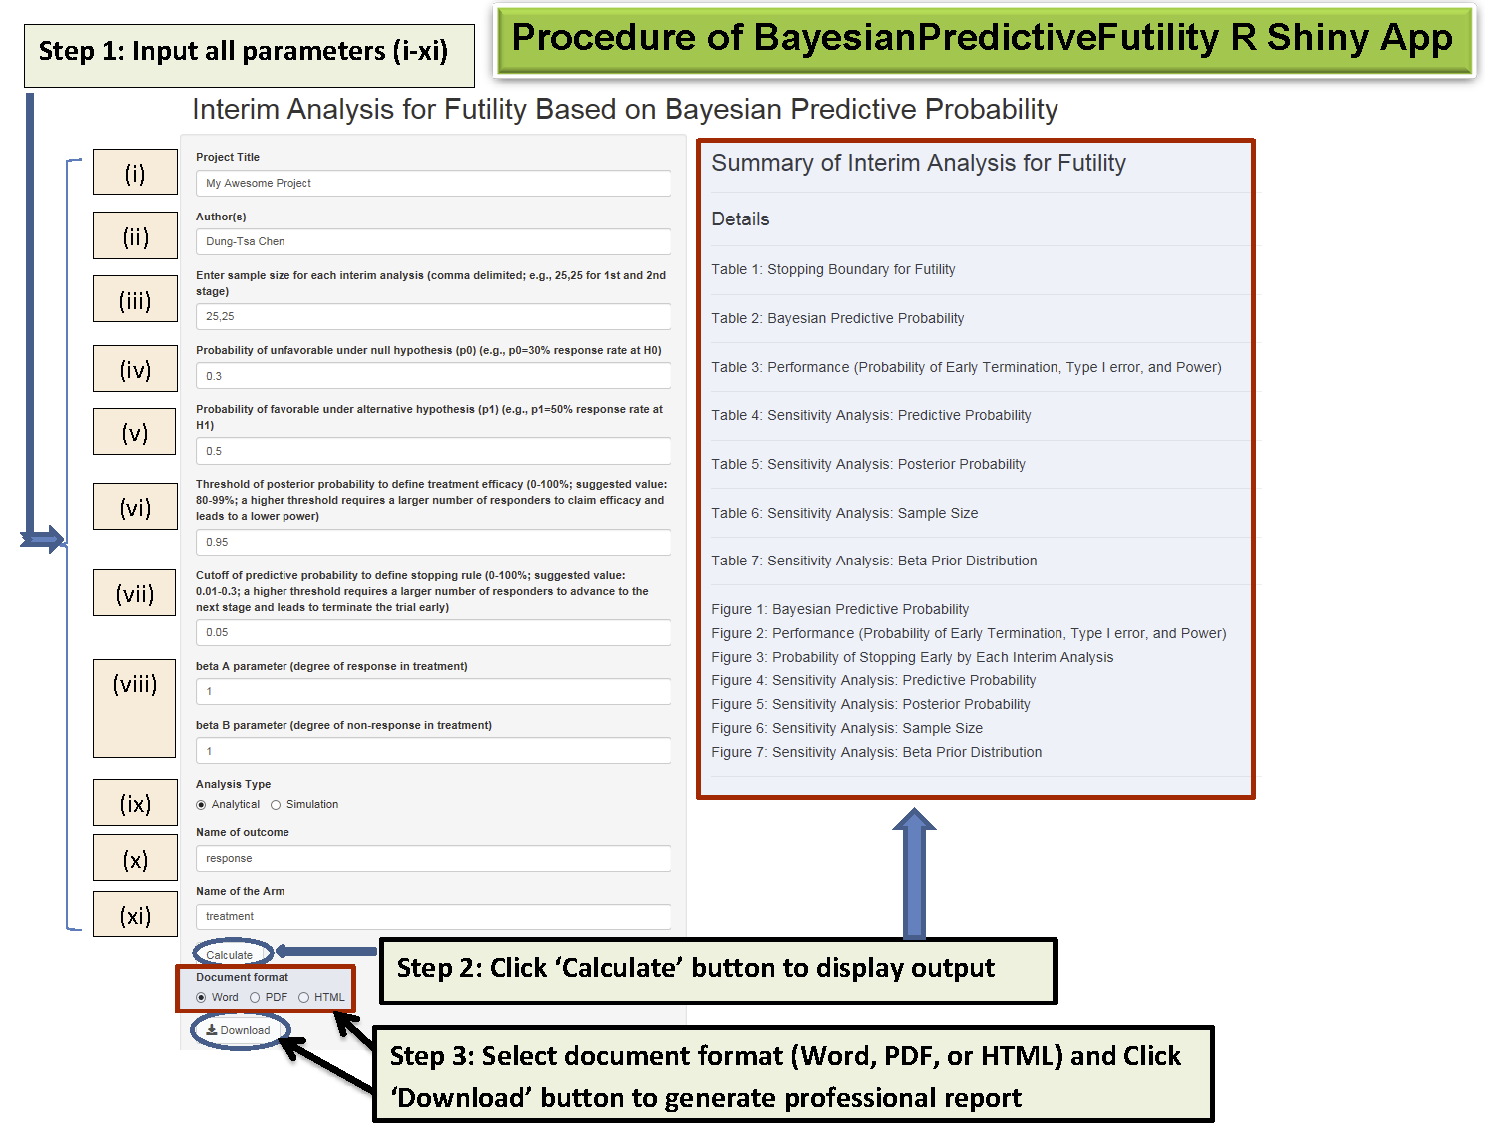 Procedure of BayesianPredictiveFutility R Shiny App
Step 1: Input all parameters (i-xi)
Interim Analysis for Futility Based on Bayesian Predictive Probability
(i)
Project Title
My Awesome Project
(ii)
Author(s)
Dung-Tsa Chen
(iii)
Enter sample size for each interim analysis (comma delimited; e.g., 25,25 for 1st and 2nd
stage)
25,25
(iv)
Probability of unfavorable under null hypothesis (p0) (e.g., p0=30% response rate at H0)
0.3
(v)
Probability of favorable under alternative hypothesis (p1) (e.g., p1=50% response rate at
H1)
0.5
(vi)
Threshold of posterior probability to define treatment efficacy (0-100%; suggested value:
80-99%; a higher threshold requires a larger number of responders to claim efficacy and
leads to a lower power)
0.95
(vii)
Cutoff of predictive probability to define stopping rule (0-100%; suggested value:
0.01-0.3; a higher threshold requires a larger number of responders to advance to the
next stage and leads to terminate the trial early)
0.05
(viii)
beta A parameter (degree of response in treatment)
1
beta B parameter (degree of non-response in treatment)
1
(ix)
Analysis Type
Analytical Simulation
(x)
Name of outcome
response
(xi)
Name of the Arm
treatment
Calculate
Document format
Word PDF HTML
Download
Summary of Interim Analysis for Futility
Details
Table 1: Stopping Boundary for Futility
Table 2: Bayesian Predictive Probability
Table 3: Performance (Probability of Early Termination, Type I error, and Power)
Table 4: Sensitivity Analysis: Predictive Probability
Table 5: Sensitivity Analysis: Posterior Probability
Table 6: Sensitivity Analysis: Sample Size
Table 7: Sensitivity Analysis: Beta Prior Distribution
Figure 1: Bayesian Predictive Probability
Figure 2: Performance (Probability of Early Termination, Type I error, and Power)
Figure 3: Probability of Stopping Early by Each Interim Analysis
Figure 4: Sensitivity Analysis: Predictive Probability
Figure 5: Sensitivity Analysis: Posterior Probability
Figure 6: Sensitivity Analysis: Sample Size
Figure 7: Sensitivity Analysis: Beta Prior Distribution
Step 2: Click ‘Calculate’ button to display output
Step 3: Select document format (Word, PDF, or HTML) and Click
‘Download’ button to generate professional report